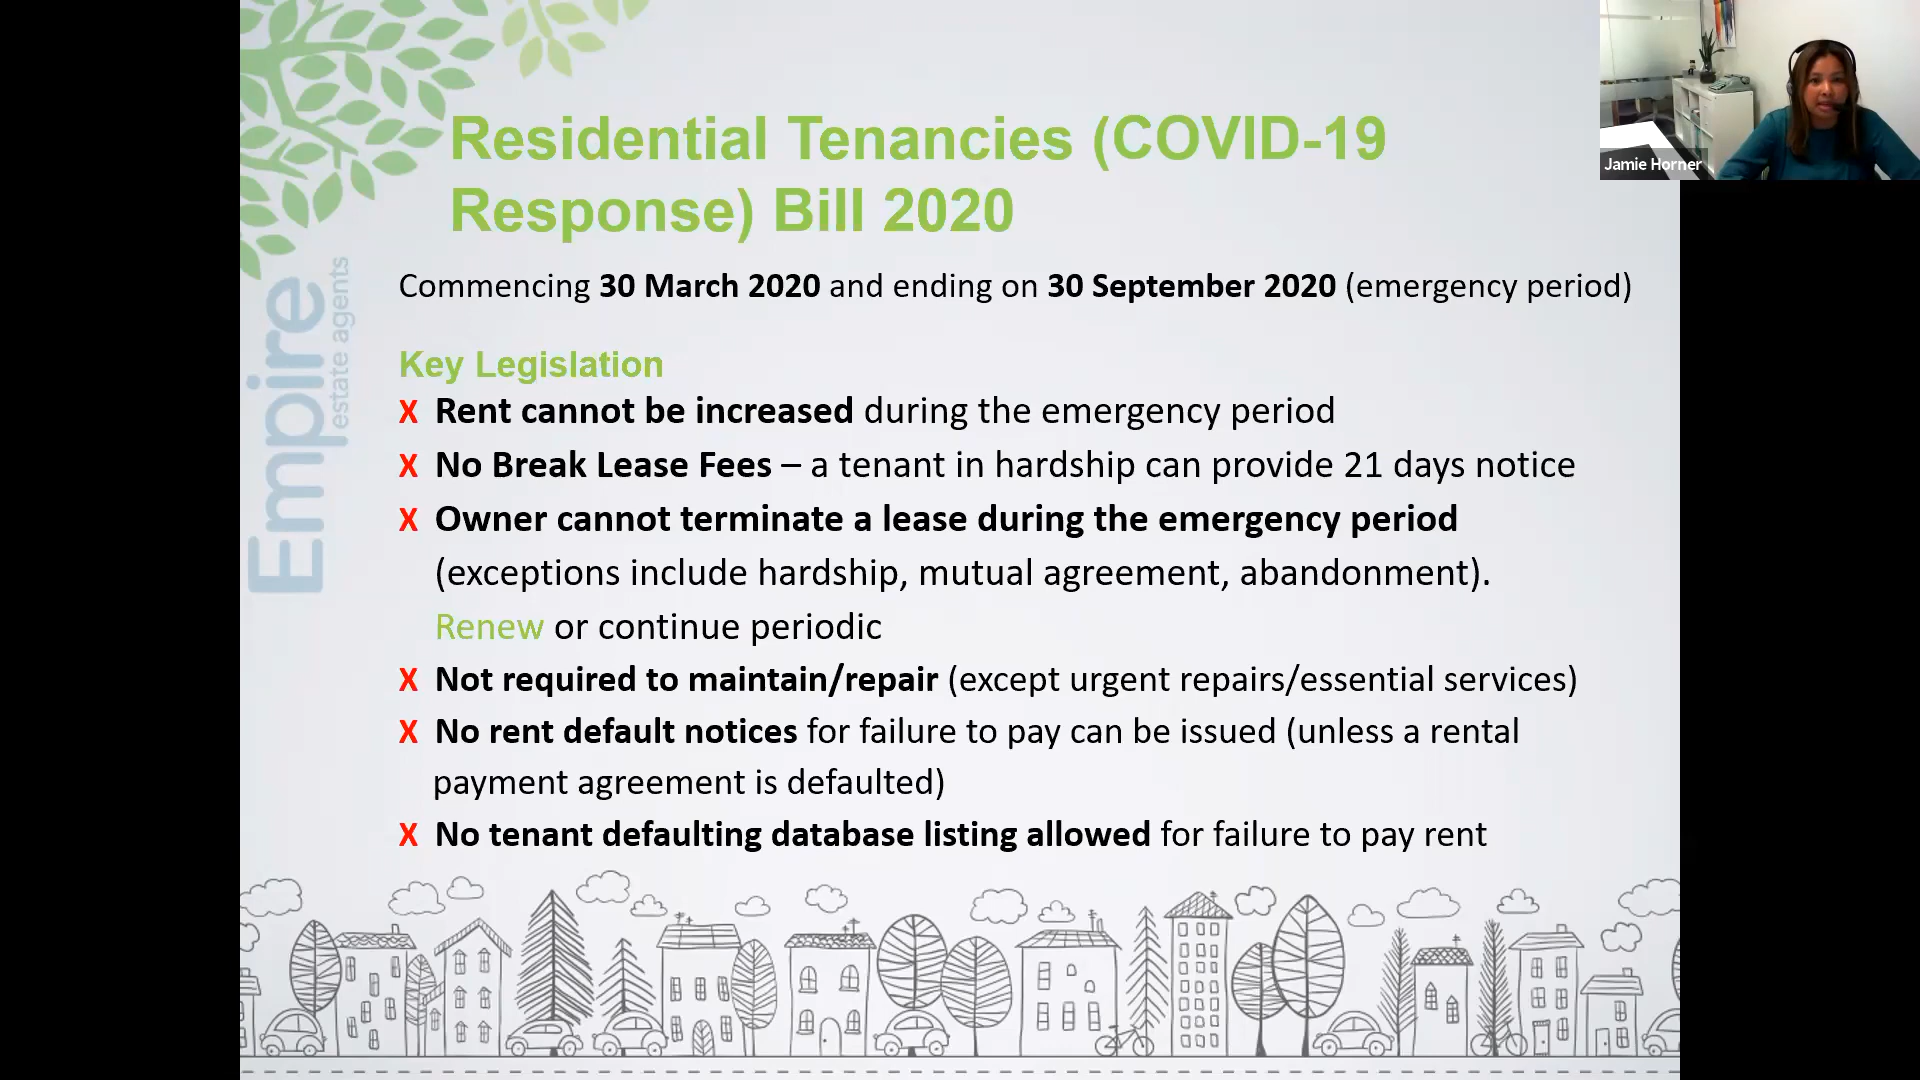 Residential Tenancies (COVID-19
Response) Bill 2020
Commencing 30 March 2020 and ending on 30 September 2020 (emergency period)
Key Legislation
X Rent cannot be increased during the emergency period
X No Break Lease Fees – a tenant in hardship can provide 21 days notice
X Owner cannot terminate a lease during the emergency period
(exceptions include hardship, mutual agreement, abandonment).
Renew or continue periodic
X Not required to maintain/repair (except urgent repairs/essential services)
X No rent default notices for failure to pay can be issued (unless a rental
payment agreement is defaulted)
X No tenant defaulting database listing allowed for failure to pay rent
Empire
estate agents
Jamie Horner